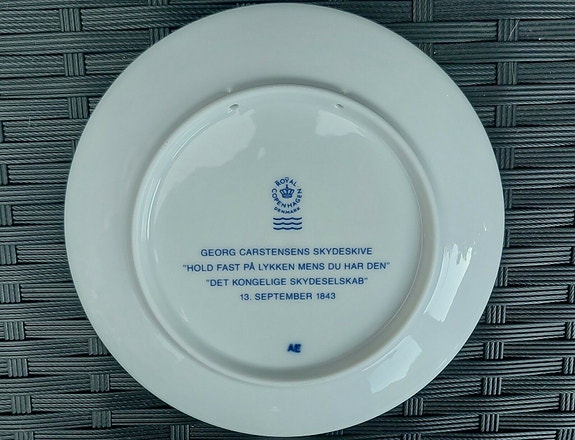 ROYAL
COPENHAGEN
DENMARK
GEORG CARSTENSENS SKYDESKIVE
"HOLD FAST PÅ LYKKEN MENS DU HAR DEN"
"DET KONGELIGE SKYDESELSKAB"
13. SEPTEMBER 1843
AE